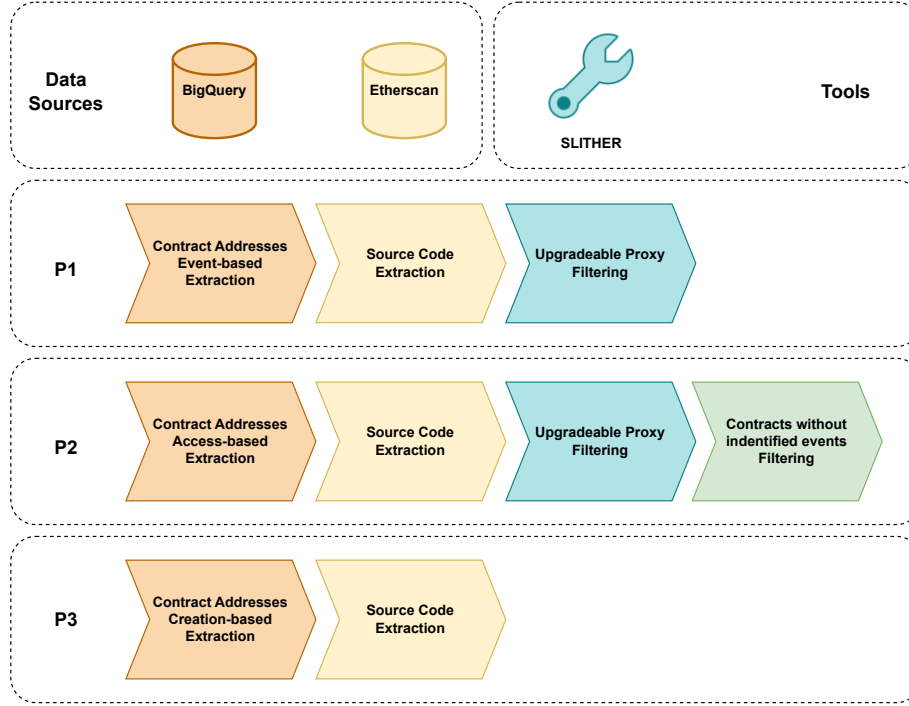 Data
Sources
BigQuery
Etherscan
SLITHER
Tools
P1
Contract Addresses
Event-based
Extraction
Source Code
Extraction
Upgradeable Proxy
Filtering
P2
Contract Addresses
Access-based
Extraction
Source Code
Extraction
Upgradeable Proxy
Filtering
Contracts without
indentified events
Filtering
P3
Contract Addresses
Creation-based
Extraction
Source Code
Extraction